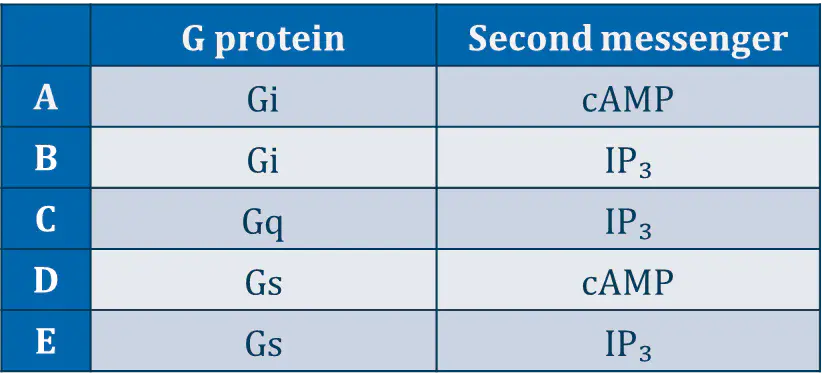 G protein Second messenger
A Gi cAMP
B Gi IP₃
C Gq IP₃
D Gs cAMP
E Gs IP₃